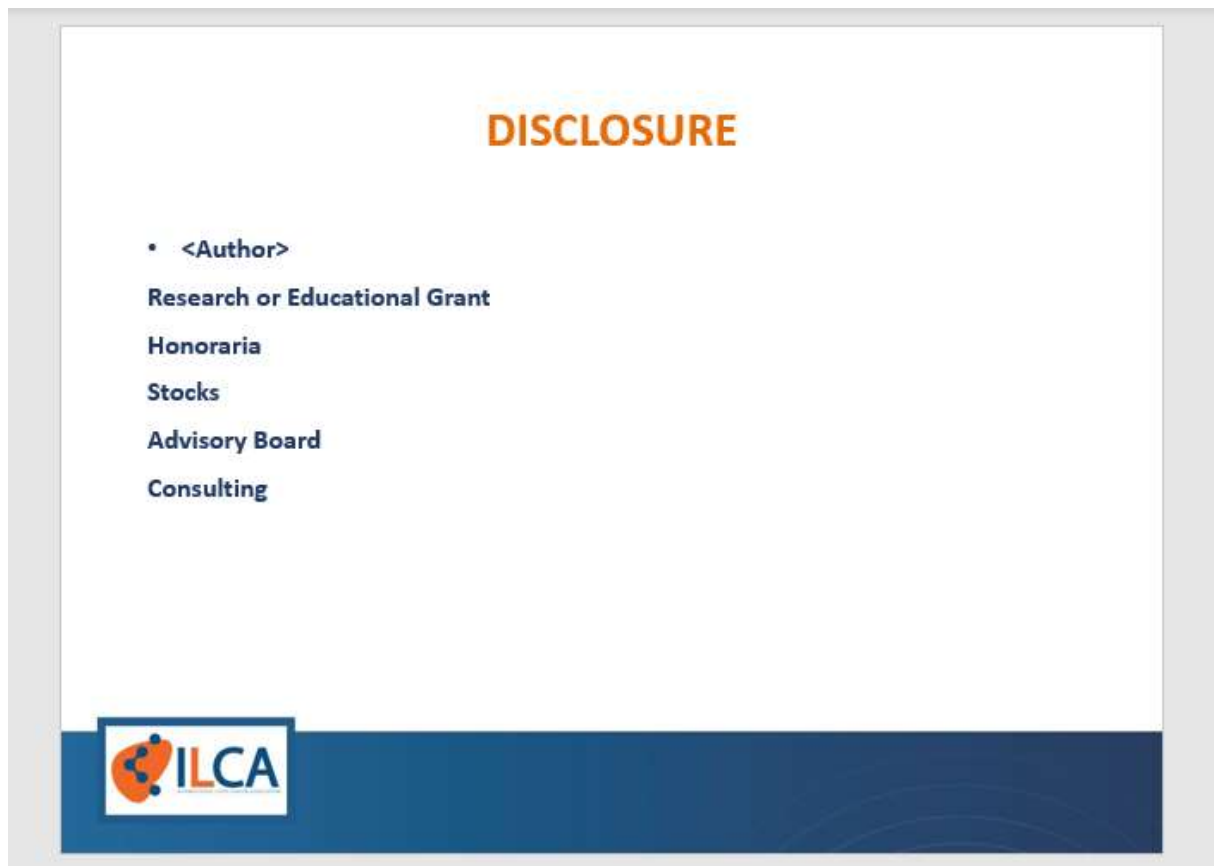 DISCLOSURE
• <Author>
Research or Educational Grant
Honoraria
Stocks
Advisory Board
Consulting
ILCA